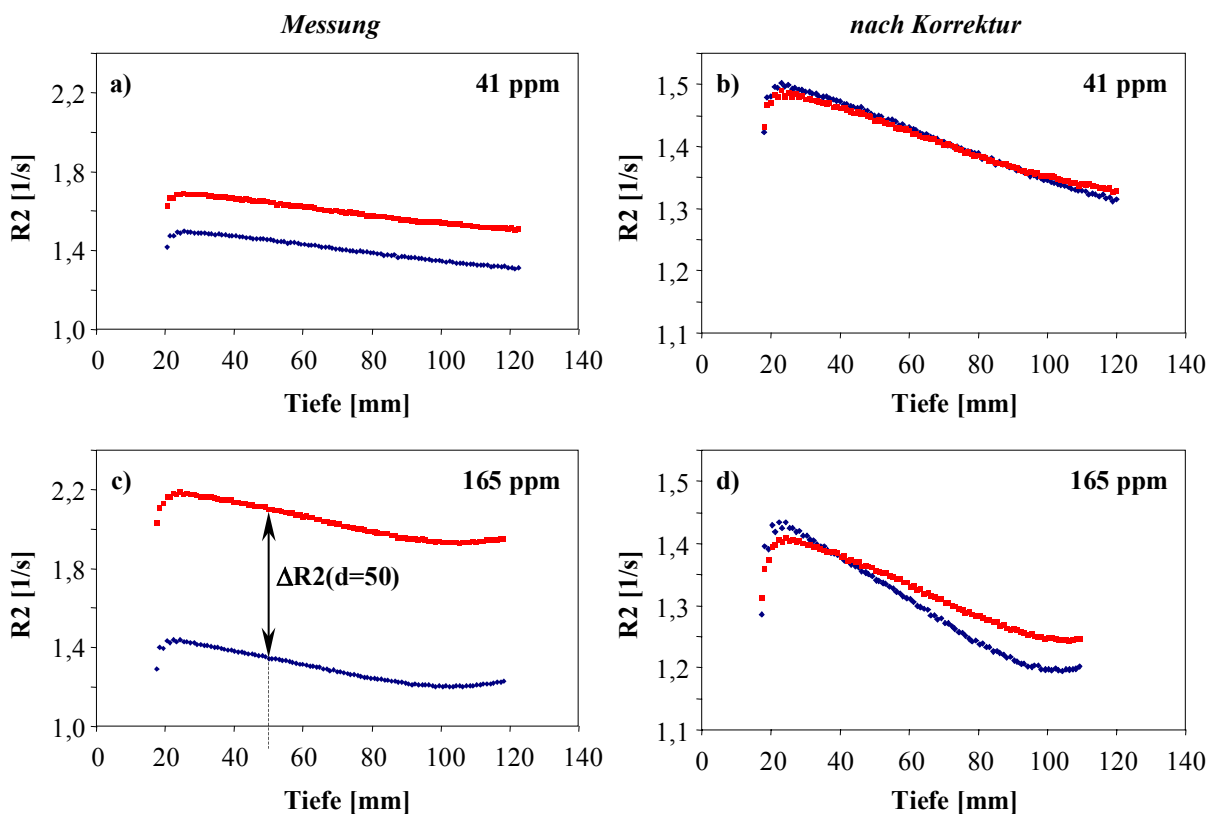 Messung
nach Korrektur
a)
41 ppm
R2 [1/s]
2,2
1,8
1,4
1,0
0 20 40 60 80 100 120 140
Tiefe [mm]
b)
41 ppm
R2 [1/s]
1,5
1,4
1,3
1,2
1,1
0 20 40 60 80 100 120 140
Tiefe [mm]
c)
165 ppm
R2 [1/s]
2,2
1,8
1,4
1,0
ΔR2(d=50)
0 20 40 60 80 100 120 140
Tiefe [mm]
d)
165 ppm
R2 [1/s]
1,5
1,4
1,3
1,2
1,1
0 20 40 60 80 100 120 140
Tiefe [mm]